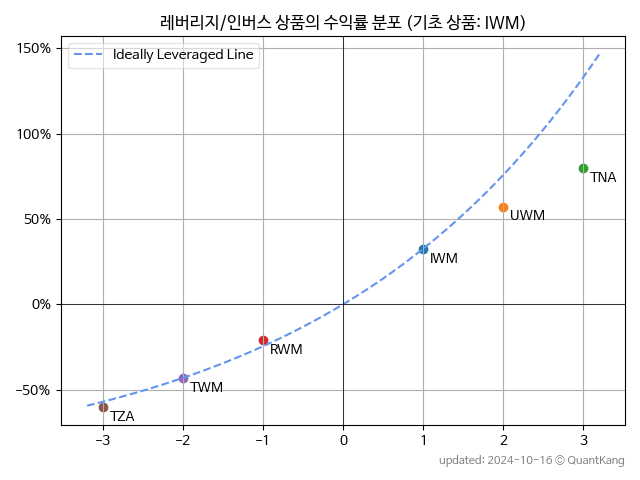 레버리지/인버스 상품의 수익률 분포 (기초 상품: IWM)
150%
Ideally Leveraged Line
100%
TNA
UWM
50%
IWM
0%
RWM
TWM
−50%
TZA
−3 −2 −1 0 1 2 3
updated: 2024-10-16 © QuantKang